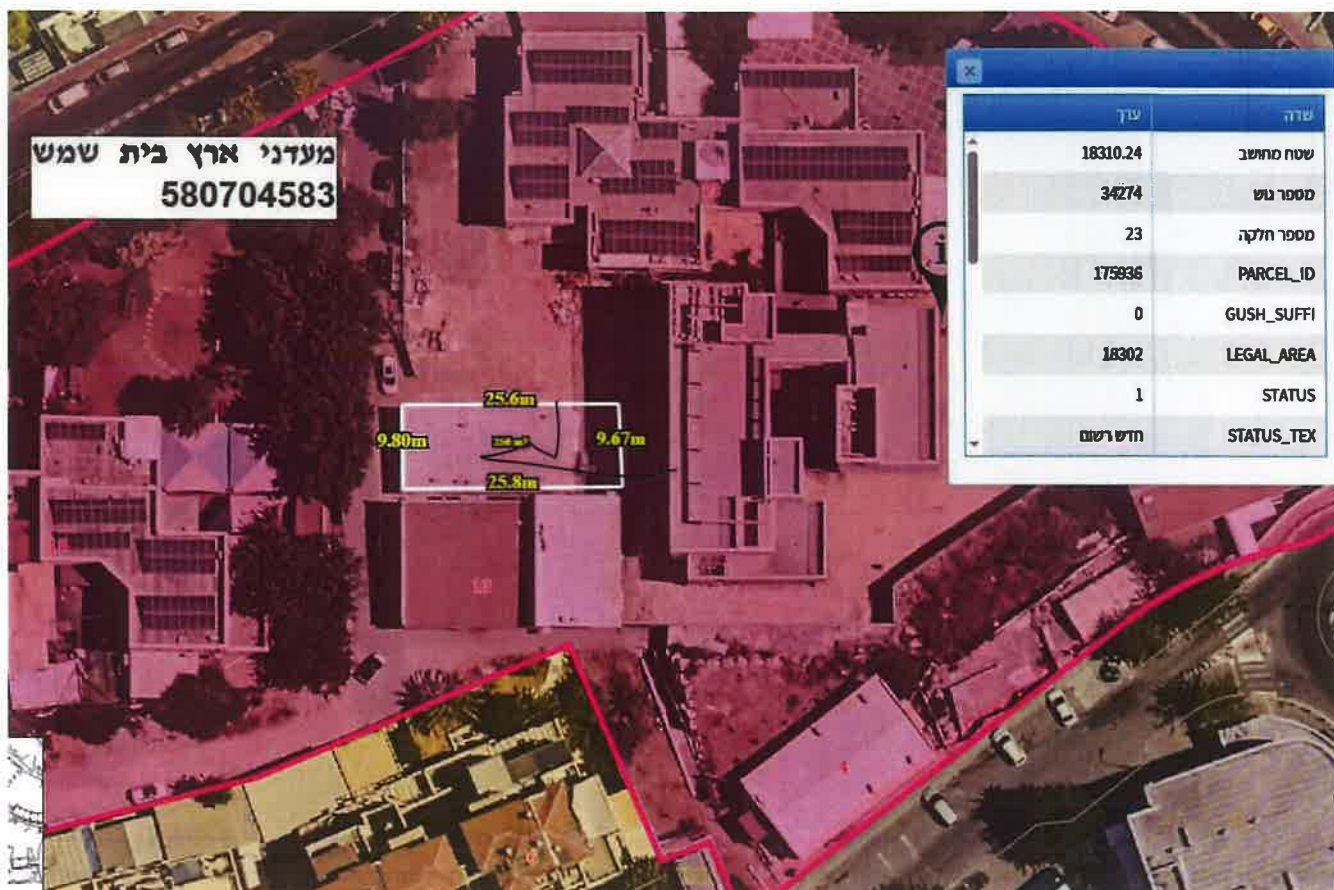 מעדני ארץ בית שמש
580704583
שדה ערך
שטח מחושב 18310.24
מספר גוש 34274
מספר חלקה 23
PARCEL_ID 175936
GUSH_SUFFI 0
LEGAL_AREA 18302
STATUS 1
STATUS_TEX חדש רשום
25.6m
9.80m
9.67m
25.8m